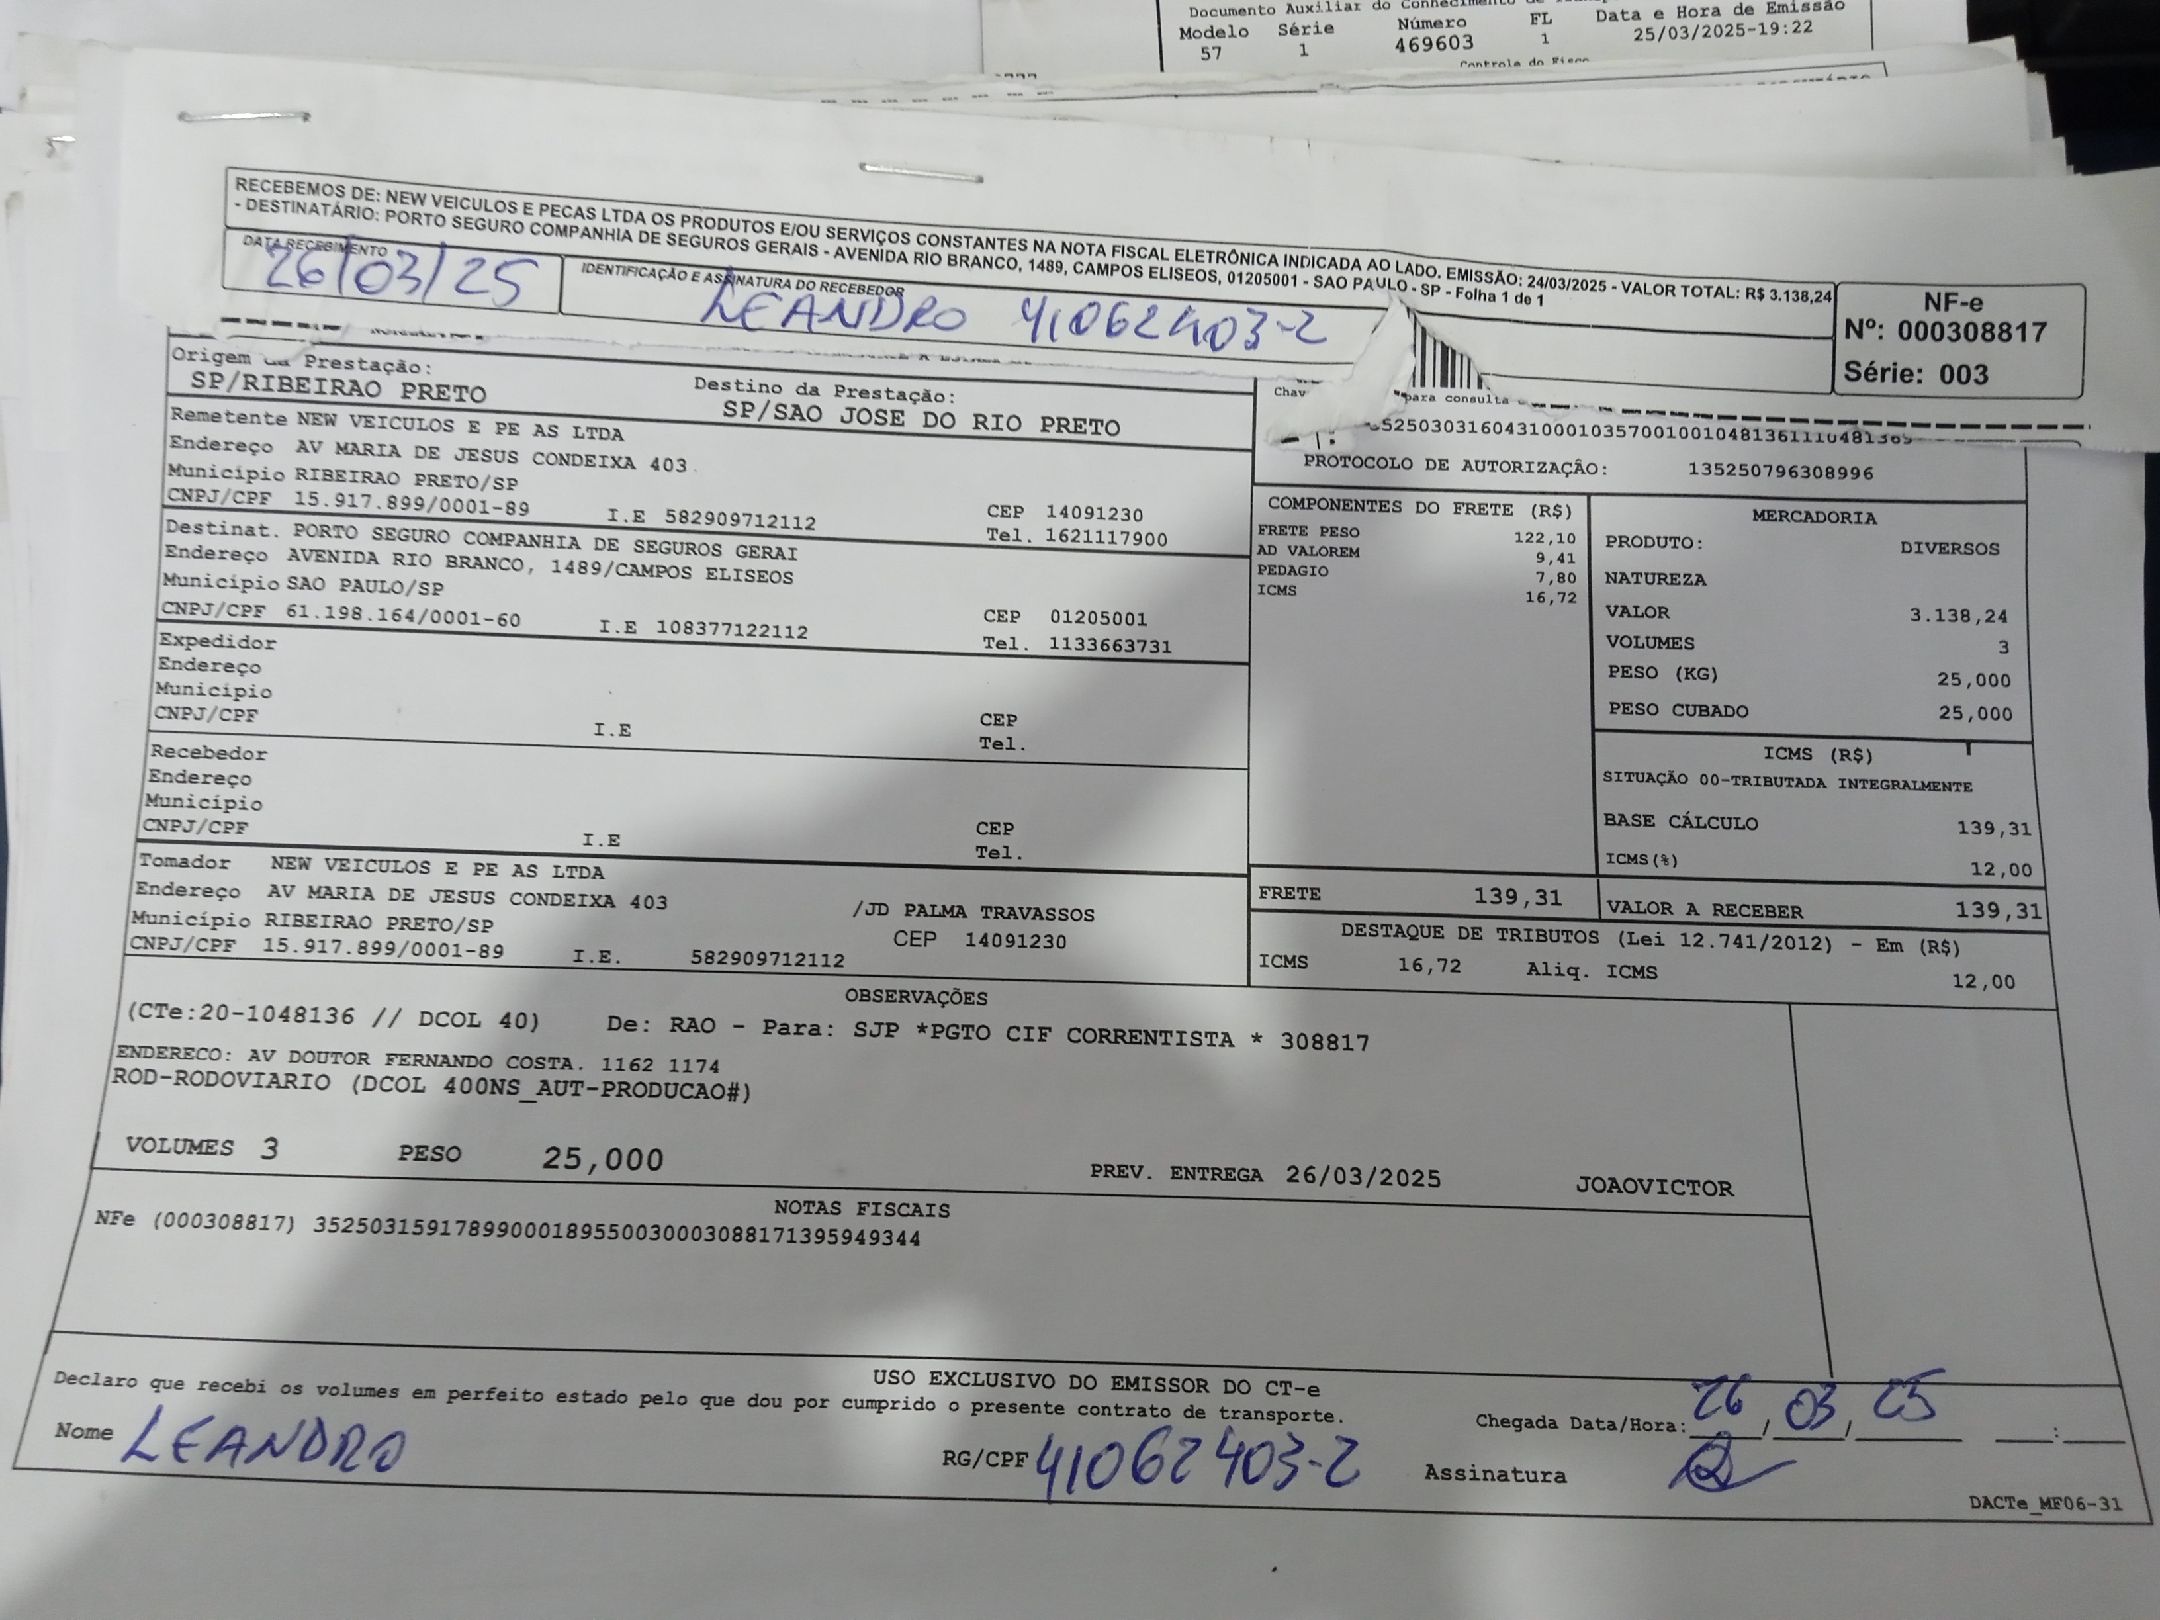 Documento Auxiliar do Conhecimento de
Modelo Série Número FL Data e Hora de Emissão
57 1 469603 1 25/03/2025-19:22
Controle do Fisco
RECEBEMOS DE: NEW VEICULOS E PECAS LTDA OS PRODUTOS E/OU SERVIÇOS CONSTANTES NA NOTA FISCAL ELETRÔNICA INDICADA AO LADO. EMISSÃO: 24/03/2025 - VALOR TOTAL: R$ 3.138,24
- DESTINATÁRIO: PORTO SEGURO COMPANHIA DE SEGUROS GERAIS - AVENIDA RIO BRANCO, 1489, CAMPOS ELISEOS, 01205001 - SAO PAULO - SP - Folha 1 de 1
DATA RECEBIMENTO
26/03/25
IDENTIFICAÇÃO E ASSINATURA DO RECEBEDOR
LEANDRO 41062403-2
NF-e
Nº: 000308817
Série: 003
Origem da Prestação:
SP/RIBEIRAO PRETO
Destino da Prestação:
SP/SAO JOSE DO RIO PRETO
Chav para consulta
PROTOCOLO DE AUTORIZAÇÃO: 135250796308996
Remetente NEW VEICULOS E PE AS LTDA
Endereço AV MARIA DE JESUS CONDEIXA 403
Município RIBEIRAO PRETO/SP
CNPJ/CPF 15.917.899/0001-89 I.E 582909712112
CEP 14091230
Tel. 1621117900
Destinat. PORTO SEGURO COMPANHIA DE SEGUROS GERAI
Endereço AVENIDA RIO BRANCO, 1489/CAMPOS ELISEOS
Município SAO PAULO/SP
CNPJ/CPF 61.198.164/0001-60 I.E 108377122112
CEP 01205001
Tel. 1133663731
Expedidor
Endereço
Município
CNPJ/CPF I.E
CEP
Tel.
Recebedor
Endereço
Município
CNPJ/CPF I.E
CEP
Tel.
Tomador NEW VEICULOS E PE AS LTDA
Endereço AV MARIA DE JESUS CONDEIXA 403 /JD PALMA TRAVASSOS
Município RIBEIRAO PRETO/SP CEP 14091230
CNPJ/CPF 15.917.899/0001-89 I.E. 582909712112
COMPONENTES DO FRETE (R$)
FRETE PESO 122,10
AD VALOREM 9,41
PEDAGIO 7,80
ICMS 16,72
MERCADORIA
PRODUTO: DIVERSOS
NATUREZA
VALOR 3.138,24
VOLUMES 3
PESO (KG) 25,000
PESO CUBADO 25,000
ICMS (R$)
SITUAÇÃO 00-TRIBUTADA INTEGRALMENTE
BASE CÁLCULO 139,31
ICMS(%) 12,00
FRETE 139,31
VALOR A RECEBER 139,31
DESTAQUE DE TRIBUTOS (Lei 12.741/2012) - Em (R$)
ICMS 16,72 Aliq. ICMS 12,00
OBSERVAÇÕES
(CTe:20-1048136 // DCOL 40) De: RAO - Para: SJP *PGTO CIF CORRENTISTA * 308817
ENDERECO: AV DOUTOR FERNANDO COSTA. 1162 1174
ROD-RODOVIARIO (DCOL 400NS_AUT-PRODUCAO#)
VOLUMES 3 PESO 25,000 PREV. ENTREGA 26/03/2025 JOAOVICTOR
NOTAS FISCAIS
NFe (000308817) 35250315917899000189550030003088171395949344
USO EXCLUSIVO DO EMISSOR DO CT-e
Declaro que recebi os volumes em perfeito estado pelo que dou por cumprido o presente contrato de transporte.
Chegada Data/Hora: 26/03/25 :
Nome LEANDRO RG/CPF 41062403-2 Assinatura
DACTe_MF06-31